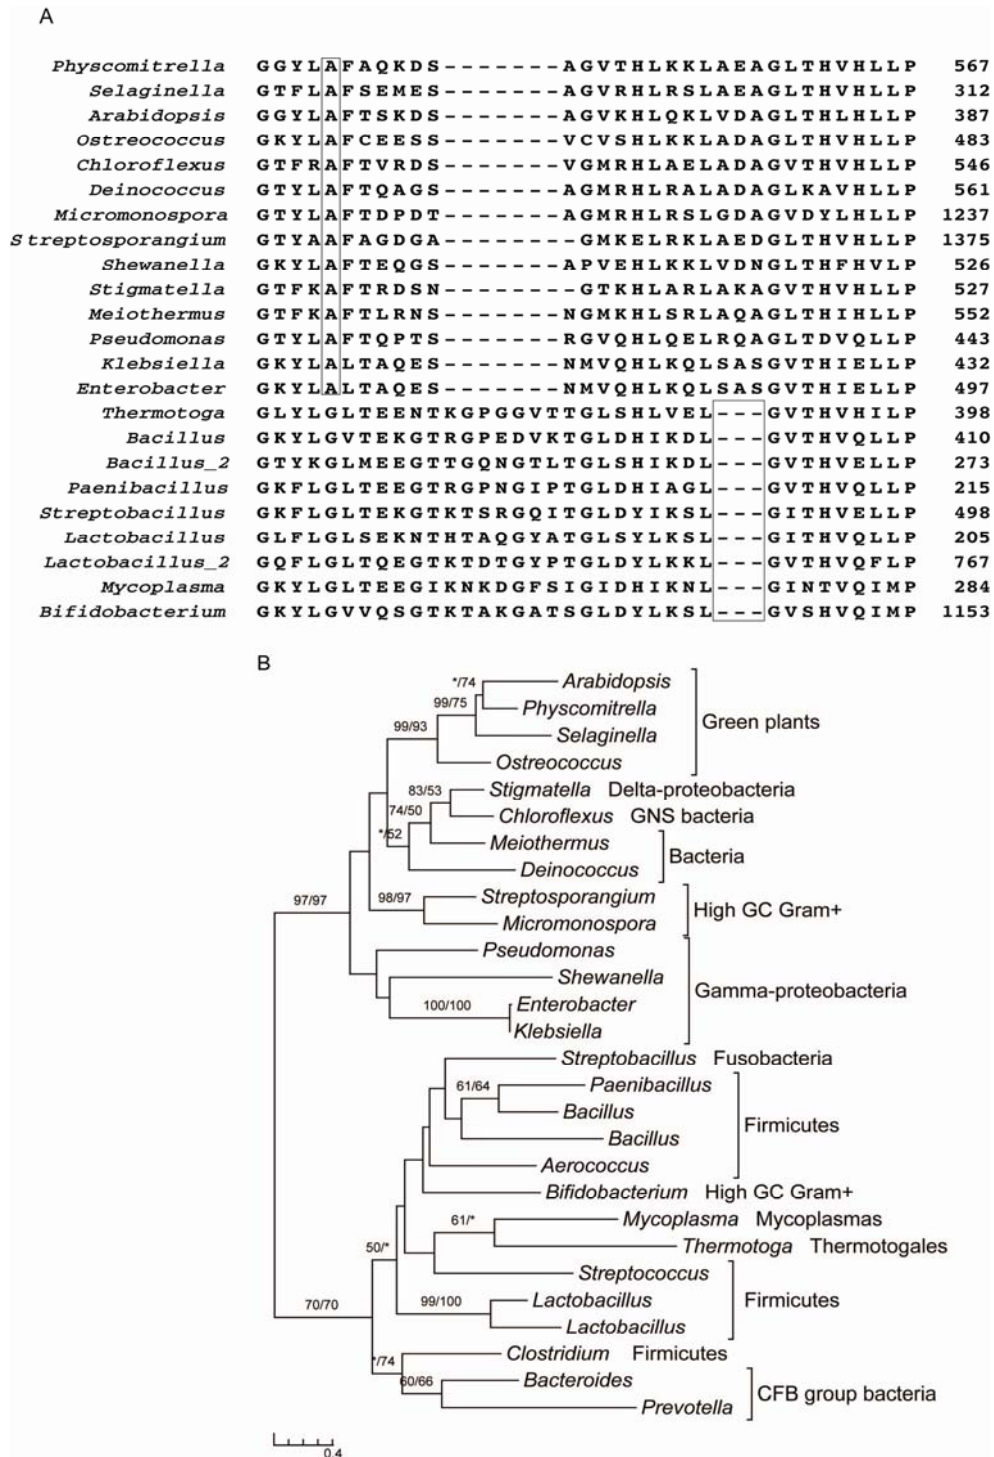 A
Physcomitrella GGYLAFAQKDS-------AGVTHLKKLAEAGLTHVHLLP 567
Selaginella GTFLAFSEMES-------AGVRHLRSLAEAGLTHVHLLP 312
Arabidopsis GGYLAFTSKDS-------AGVKHLQKLVDAGLTHLHLLP 387
Ostreococcus GKYLAFCEESS-------VCVSHLKKLADAGVTHVHLLP 483
Chloroflexus GTFRAFTVRDS-------VGMRHLAELADAGVTHVHLLP 546
Deinococcus GTYLAFTQAGS-------AGMRHLRALADAGLKAVHLLP 561
Micromonospora GTYLAFTDPDT-------AGMRHLRSLGDAGVDYLHLLP 1237
Streptosporangium GTYAAFAGDGA--------GMKELRKLAEDGLTHVHLLP 1375
Shewanella GKYLAFTEQGS-------APVEHLKKLVDNGLTHFHVLP 526
Stigmatella GTFKAFTRDSN--------GTKHLARLAKAGVTHVHLLP 527
Meiothermus GTFKAFTLRNS-------NGMKHLSRLAQAGLTHIHLLP 552
Pseudomonas GKYLAFTQPTS-------RGVQHLQELRQAGLTDVQLLP 443
Klebsiella GKYLALTAQES-------NMVQHLKQLSASGVTHIELLP 432
Enterobacter GKYLALTAQES-------NMVQHLKQLSASGVTHIELLP 497
Thermotoga GLYLGLTEENTKGPGGVTTGLSHLVEL---GVTHVHILP 398
Bacillus GKYLGVTEKGTRGPEDVKTGLDHIKDL---GVTHVQLLP 410
Bacillus_2 GTYKGLMEEGTTGQNGTLTGLSHIKDL---GVTHVELLP 273
Paenibacillus GKFLGLTEEGTRGPNGIPTGLDHIAGL---GVTHVQLLP 215
Streptobacillus GKFLGLTEKGTKTSRGQITGLDYIKSL---GITHVELLP 498
Lactobacillus GLFLGLSEKNTHTAQGYATGLSYLKSL---GITHVQLLP 205
Lactobacillus_2 GQFLGLTQEGTKTDTGYPTGLDYLKKL---GVTHVQFLP 767
Mycoplasma GKYLGLTEEGIKNKDGFSIGIDHIKNL---GINTVQIMP 284
Bifidobacterium GKYLGVVQSGTKTAKGATSGLDYLKSL---GVSHVQIMP 1153
B
*/74 Arabidopsis
99/75 Physcomitrella
Green plants
99/93 Selaginella
Ostreococcus
83/53 Stigmatella Delta-proteobacteria
74/50 Chloroflexus GNS bacteria
*/52 Meiothermus
Bacteria
Deinococcus
98/97 Streptosporangium
High GC Gram+
97/97 Micromonospora
Pseudomonas
Shewanella
Gamma-proteobacteria
100/100 Enterobacter
Klebsiella
Streptobacillus Fusobacteria
61/64 Paenibacillus
Bacillus
Firmicutes
Bacillus
Aerococcus
Bifidobacterium High GC Gram+
61/* Mycoplasma Mycoplasmas
50/* Thermotoga Thermotogales
Streptococcus
99/100 Lactobacillus
Firmicutes
70/70 Lactobacillus
*/74 Clostridium Firmicutes
60/66 Bacteroides
CFB group bacteria
Prevotella
0.4